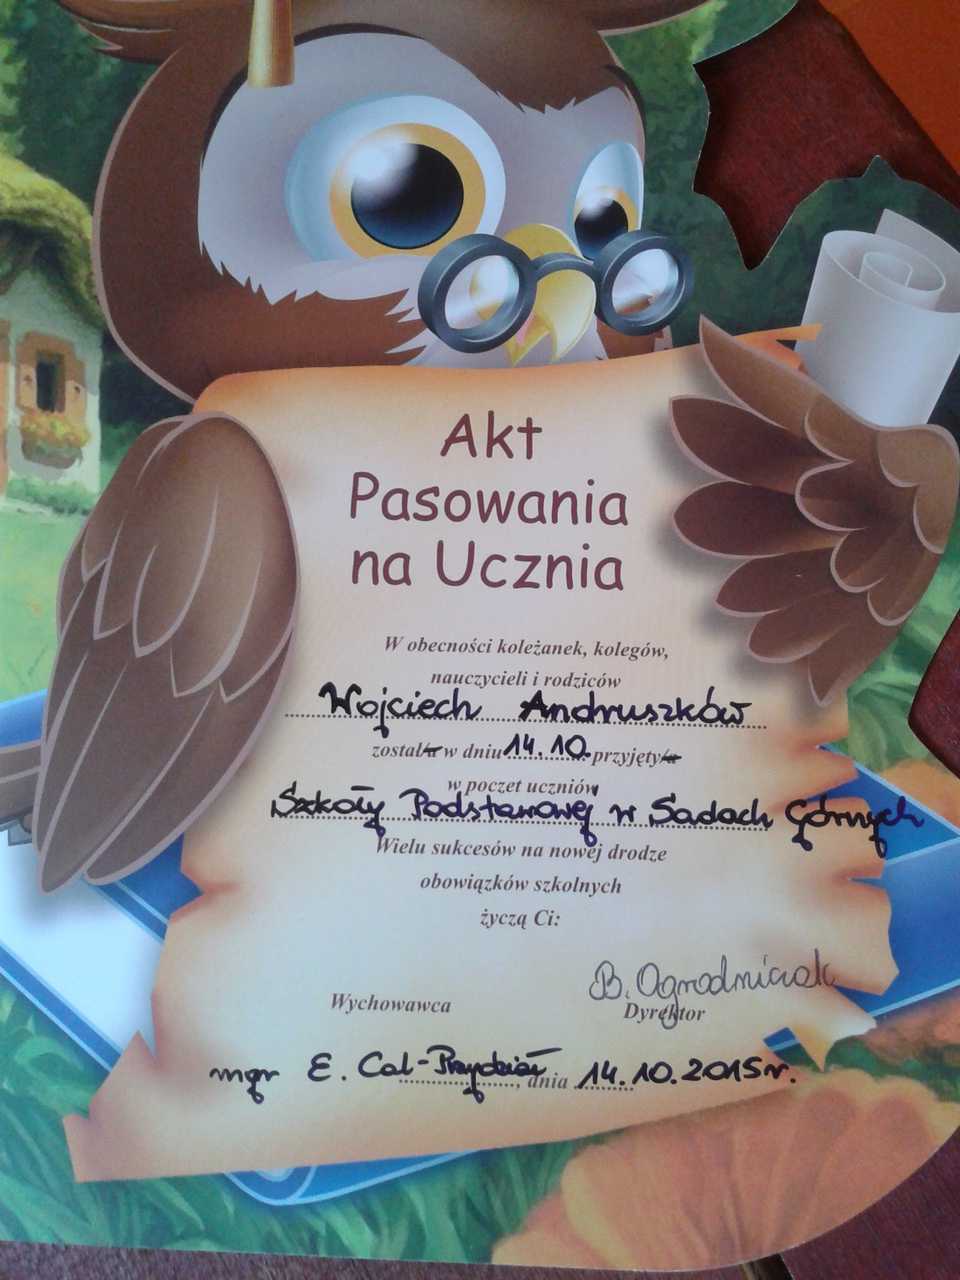 Akt
Pasowania
na Ucznia
W obecności koleżanek, kolegów,
nauczycieli i rodziców
Wojciech Andruszków
został/a w dniu 14.10. przyjęty/a
w poczet uczniów
Szkoły Podstawowej w Sadach Górnych
Wielu sukcesów na nowej drodze
obowiązków szkolnych
życzą Ci:
B. Ogrodniczak
Wychowawca Dyrektor
mgr E. Cal- , dnia 14.10.2015r.